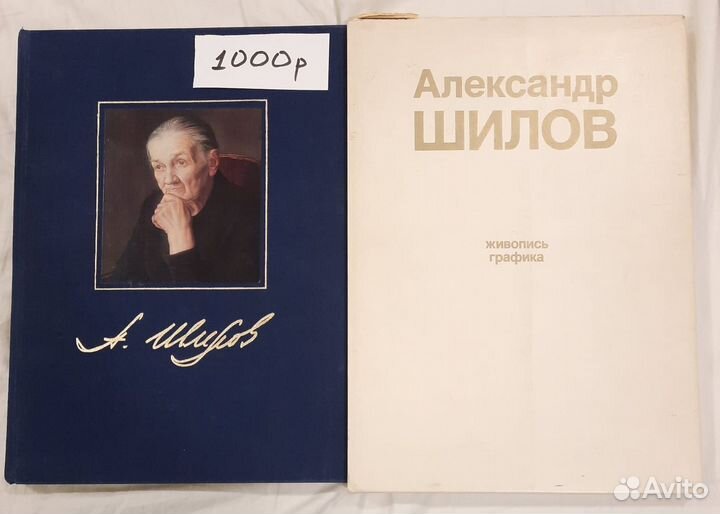 1000р
А. Шилов
Александр
ШИЛОВ
живопись
графика
Avito